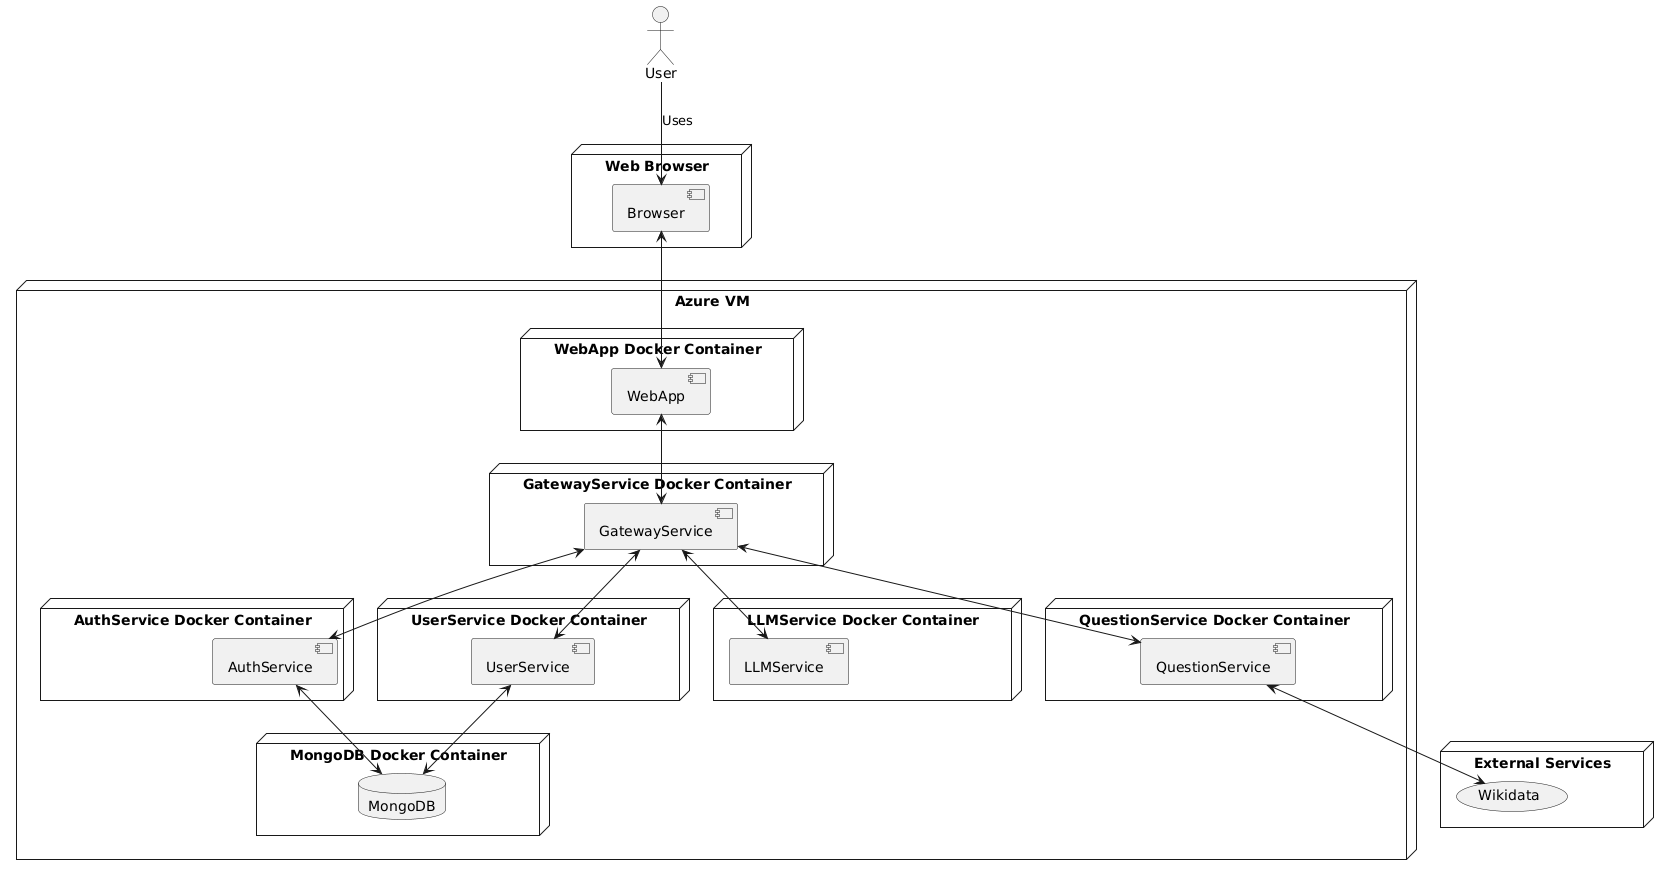 User
Uses
Web Browser
Browser
Azure VM
WebApp Docker Container
WebApp
GatewayService Docker Container
GatewayService
AuthService Docker Container
UserService Docker Container
LLMService Docker Container
QuestionService Docker Container
AuthService
UserService
LLMService
QuestionService
MongoDB Docker Container
External Services
MongoDB
Wikidata